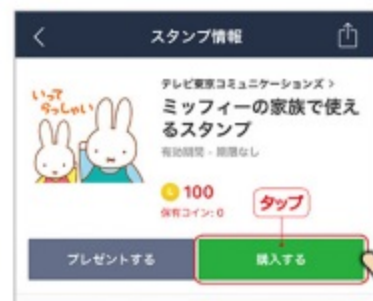 スタンプ情報
いって
らっしゃい
テレビ東京コミュニケーションズ >
ミッフィーの家族で使え
るスタンプ
有効期間 - 期限なし
100
保有コイン: 0
タップ
プレゼントする
購入する